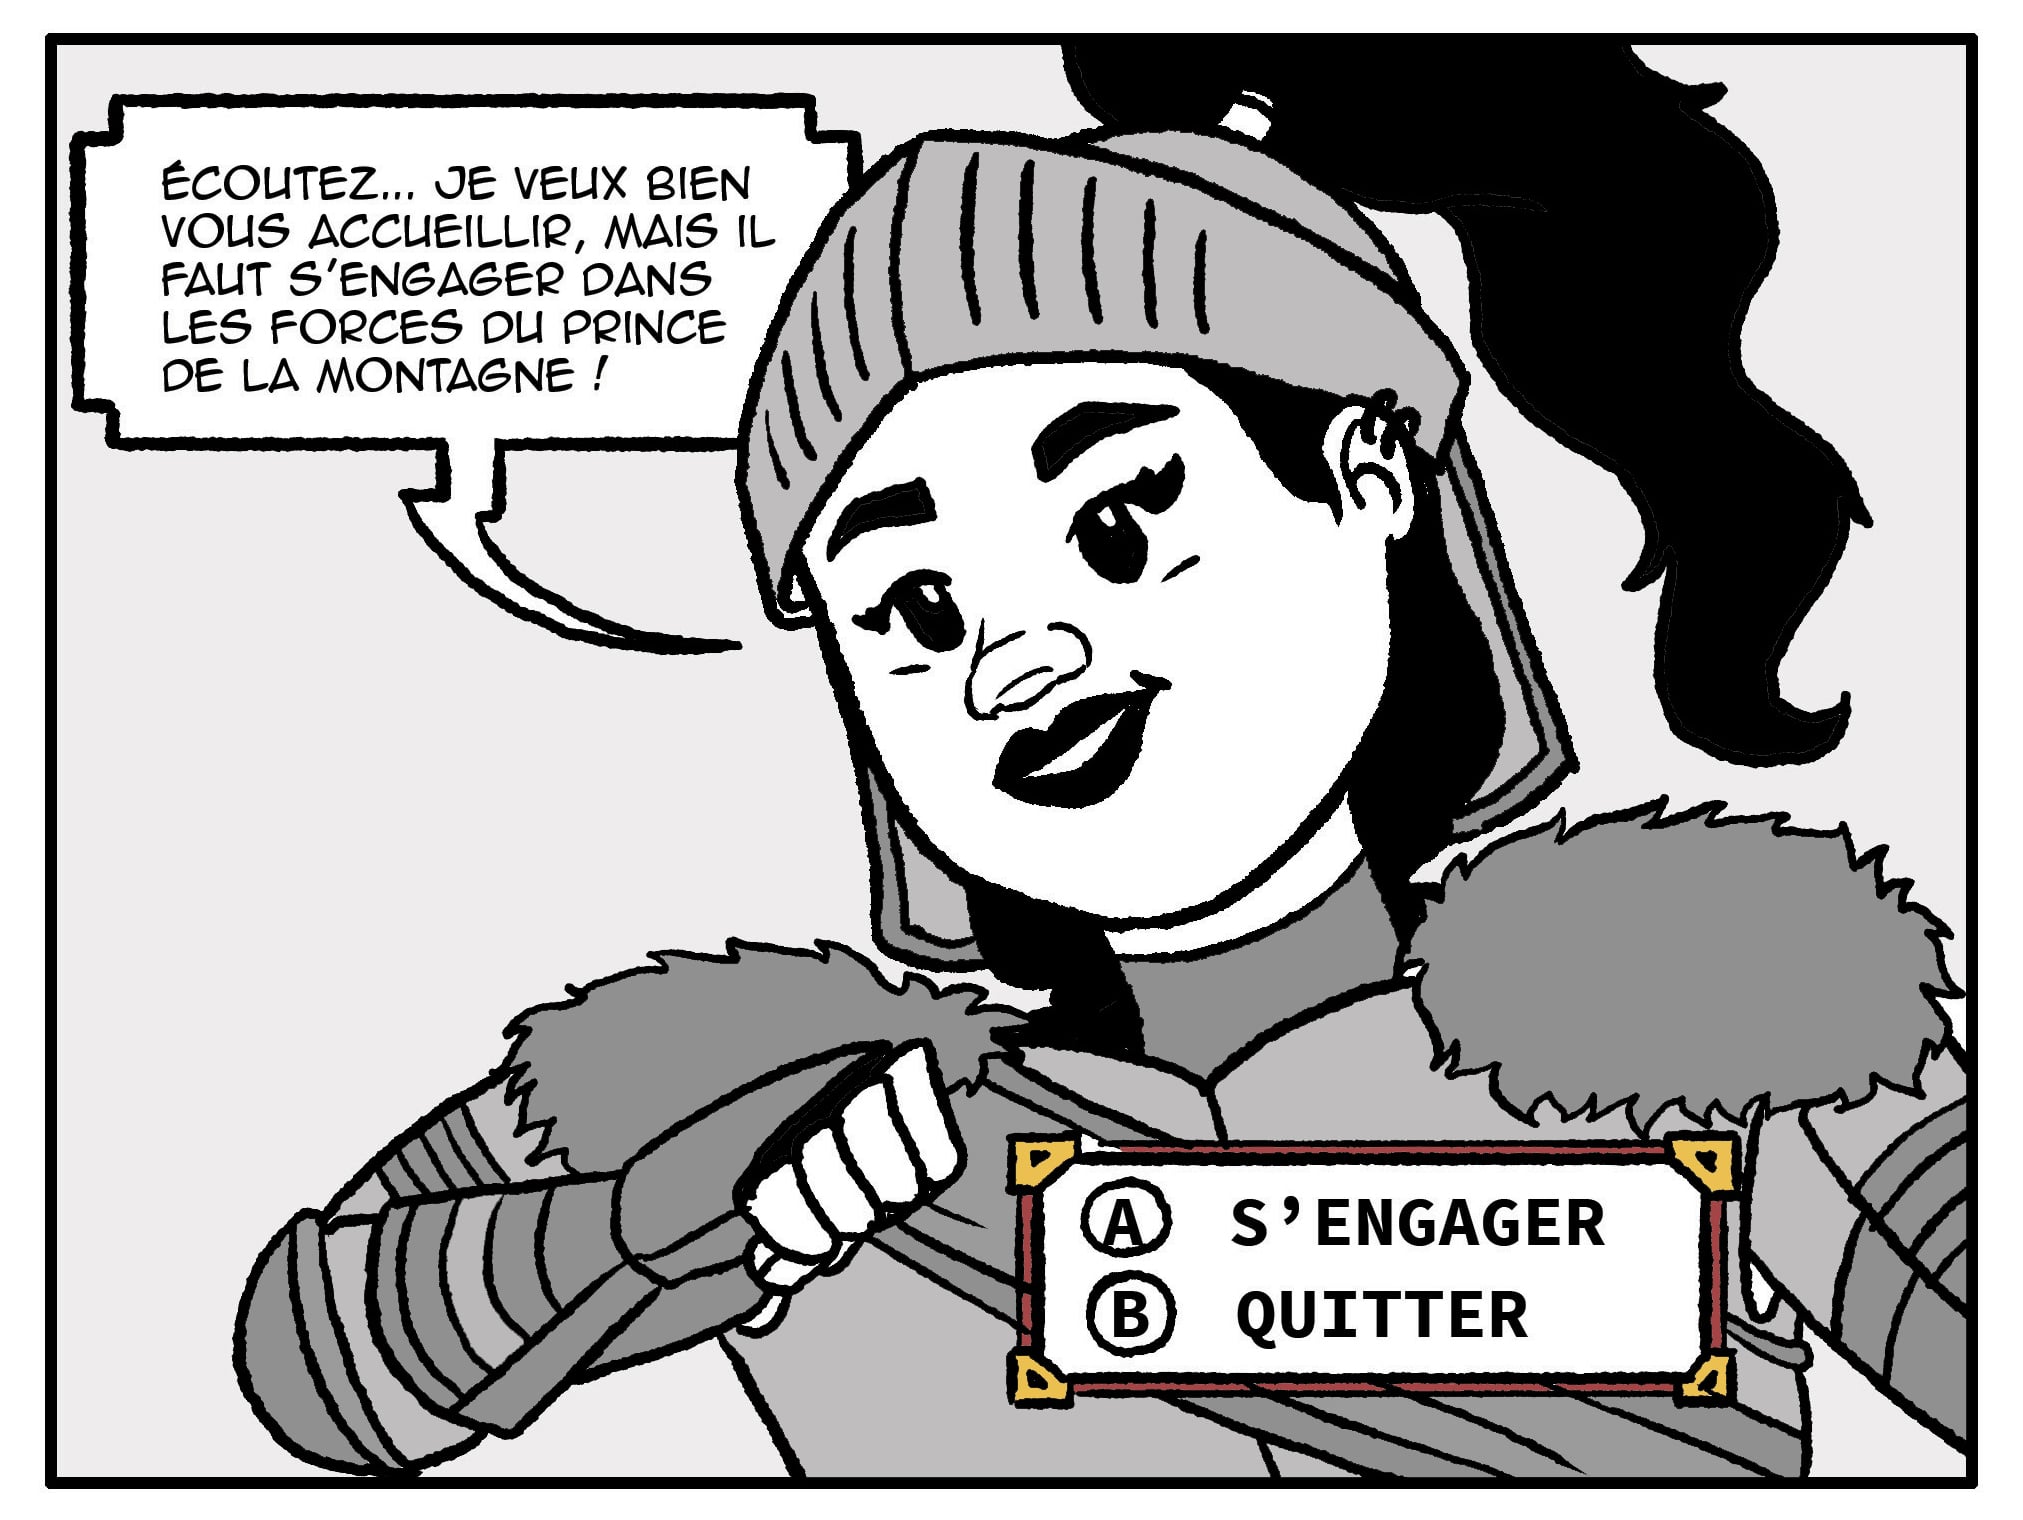 ÉCOUTEZ... JE VEUX BIEN
VOUS ACCUEILLIR, MAIS IL
FAUT S'ENGAGER DANS
LES FORCES DU PRINCE
DE LA MONTAGNE !
A S'ENGAGER
B QUITTER